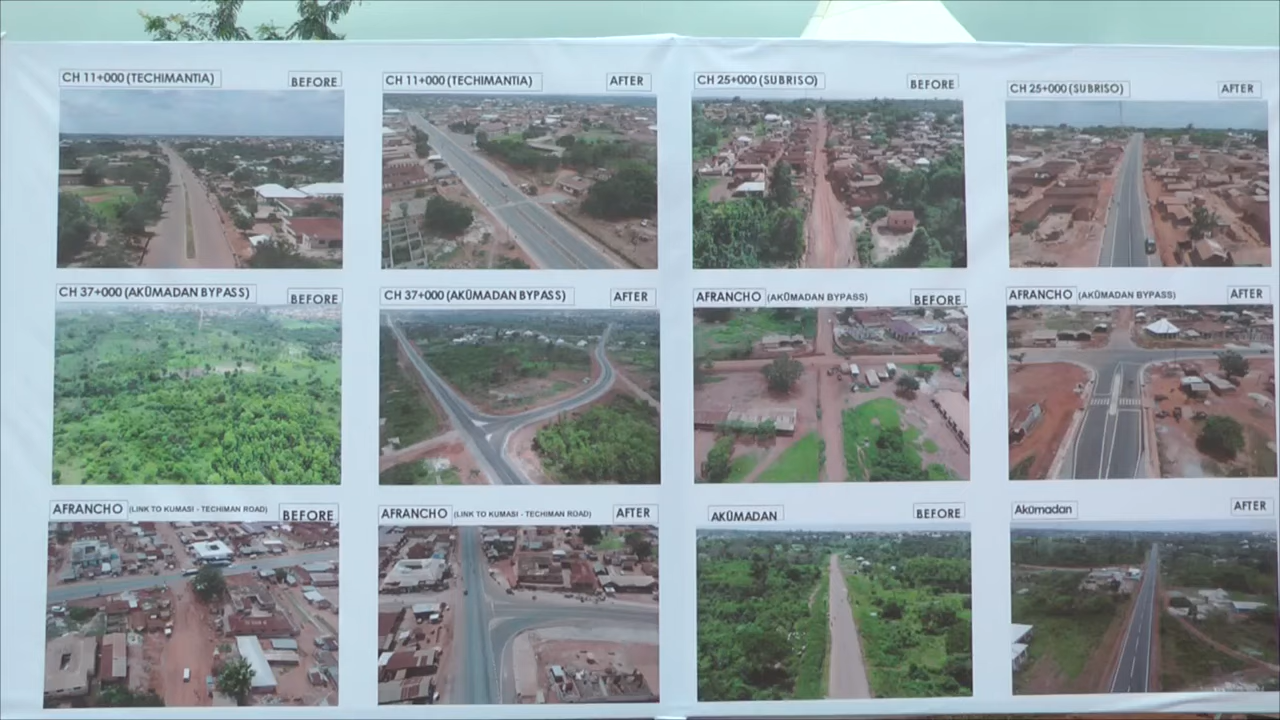 CH 11+000 (TECHIMANTIA) BEFORE
CH 11+000 (TECHIMANTIA) AFTER
CH 25+000 (SUBRISO) BEFORE
CH 25+000 (SUBRISO) AFTER
CH 37+000 (AKŪMADAN BYPASS) BEFORE
CH 37+000 (AKŪMADAN BYPASS) AFTER
AFRANCHO (AKŪMADAN BYPASS) BEFORE
AFRANCHO (AKŪMADAN BYPASS) AFTER
AFRANCHO (LINK TO KUMASI - TECHIMAN ROAD) BEFORE
AFRANCHO (LINK TO KUMASI - TECHIMAN ROAD) AFTER
AKŪMADAN BEFORE
Akūmadan AFTER